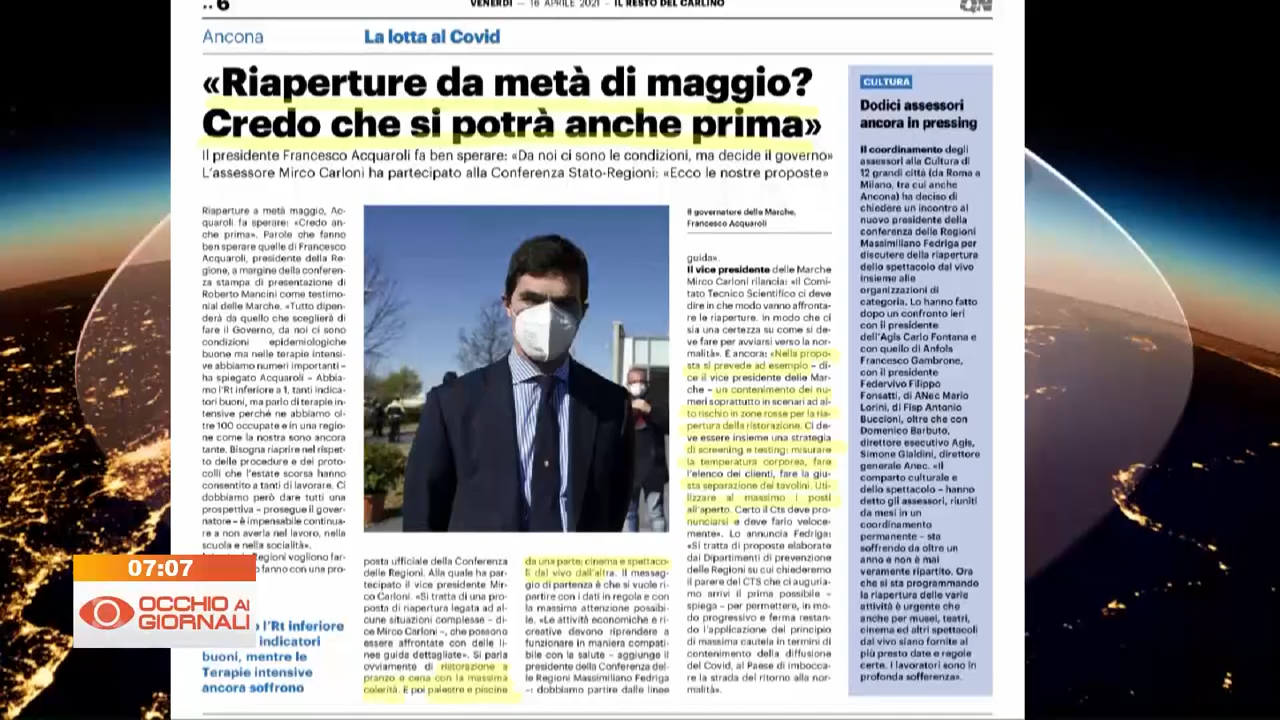 .. 6
VENERDÌ — 16 APRILE 2021 – IL RESTO DEL CARLINO
QN
Ancona
La lotta al Covid
«Riaperture da metà di maggio?
Credo che si potrà anche prima»
Il presidente Francesco Acquaroli fa ben sperare: «Da noi ci sono le condizioni, ma decide il governo»
L'assessore Mirco Carloni ha partecipato alla Conferenza Stato-Regioni: «Ecco le nostre proposte»
Riaperture a metà maggio, Ac-
quaroli fa sperare: «Credo an-
che prima». Parole che fanno
ben sperare quelle di Francesco
Acquaroli, presidente della Re-
gione, a margine della conferen-
za stampa di presentazione di
Roberto Mancini come testimo-
nial delle Marche. «Tutto dipen-
derà da quello che sceglierà di
fare il Governo, da noi ci sono
condizioni epidemiologiche
buone ma nelle terapie intensi-
ve abbiamo numeri importanti –
ha spiegato Acquaroli – Abbia-
mo l'Rt inferiore a 1, tanti indica-
tori buoni, ma parlo di terapie in-
tensive perché ne abbiamo ol-
tre 100 occupate e in una regio-
ne come la nostra sono ancora
tante. Bisogna riaprire nel rispet-
to delle procedure e dei proto-
colli che l'estate scorsa hanno
consentito a tanti di lavorare. Ci
dobbiamo però dare tutti una
prospettiva – prosegue il gover-
natore – è impensabile continua-
re a non averla nel lavoro, nella
scuola e nella socialità».
Regioni vogliono far-
fanno con una pro-
l'Rt inferiore
indicatori
buoni, mentre le
Terapie intensive
ancora soffrono
posta ufficiale della Conferenza
delle Regioni. Alla quale ha par-
tecipato il vice presidente Mir-
co Carloni. «Si tratta di una pro-
posta di riapertura legata ad al-
cune situazioni complesse – di-
ce Mirco Carloni –, che possono
essere affrontate con delle li-
nee guida dettagliate». Si parla
ovviamente di ristorazione a
pranzo e cena con la massima
celerità. E poi palestre e piscine
da una parte; cinema e spettaco-
li dal vivo dall'altra. Il messag-
gio di partenza è che si vuole ri-
partire con i dati in regola e con
la massima attenzione possibi-
le. «Le attività economiche e ri-
creative devono riprendere a
funzionare in maniera compati-
bile con la salute – aggiunge il
presidente della Conferenza del-
le Regioni Massimiliano Fedriga
–: dobbiamo partire dalle linee
Il governatore delle Marche,
Francesco Acquaroli
guida».
Il vice presidente delle Marche
Mirco Carloni rilancia: «Il Comi-
tato Tecnico Scientifico ci deve
dire in che modo vanno affronta-
te le riaperture. In modo che ci
sia una certezza su come si de-
ve fare per avviarsi verso la nor-
malità». E ancora: «Nella propo-
sta si prevede ad esempio – di-
ce il vice presidente delle Mar-
che – un contenimento dei nu-
meri soprattutto in scenari ad al-
to rischio in zone rosse per la ria-
pertura della ristorazione. Ci de-
ve essere insieme una strategia
di screening e testing: misurare
la temperatura corporea, fare
l'elenco dei clienti, fare la giu-
sta separazione dei tavolini. Uti-
lizzare al massimo i posti
all'aperto. Certo il Cts deve pro-
nunciarsi e deve farlo veloce-
mente». Lo annuncia Fedriga:
«Si tratta di proposte elaborate
dai Dipartimenti di prevenzione
delle Regioni su cui chiederemo
il parere del CTS che ci auguria-
mo arrivi il prima possibile –
spiega – per permettere, in mo-
do progressivo e ferma restan-
do l'applicazione del principio
di massima cautela in termini di
contenimento della diffusione
del Covid, al Paese di imbocca-
re la strada del ritorno alla nor-
malità».
CULTURA
Dodici assessori
ancora in pressing
Il coordinamento degli
assessori alla Cultura di
12 grandi città (da Roma a
Milano, tra cui anche
Ancona) ha deciso di
chiedere un incontro al
nuovo presidente della
conferenza delle Regioni
Massimiliano Fedriga per
discutere della riapertura
dello spettacolo dal vivo
insieme alle
organizzazioni di
categoria. Lo hanno fatto
dopo un confronto ieri
con il presidente
dell'Agis Carlo Fontana e
con quello di Anfols
Francesco Giambrone,
con il presidente
Federvivo Filippo
Fonsatti, di ANec Mario
Lorini, di Fisp Antonio
Buccioni, oltre che con
Domenico Barbuto,
direttore esecutivo Agis,
Simone Gialdini, direttore
generale Anec. «Il
comparto culturale e
dello spettacolo – hanno
detto gli assessori, riuniti
da mesi in un
coordinamento
permanente – sta
soffrendo da oltre un
anno e non è mai
veramente ripartito. Ora
che si sta programmando
la riapertura delle varie
attività è urgente che
anche per musei, teatri,
cinema ed altri spettacoli
dal vivo siano fornite al
più presto date e regole
certe. I lavoratori sono in
profonda sofferenza».
07:07
OCCHIO AI
GIORNALI